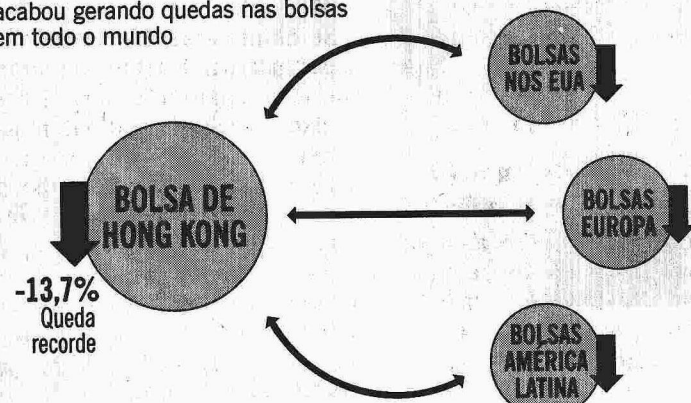 acabou gerando quedas nas bolsas
em todo o mundo
BOLSAS
NOS EUA
BOLSA DE
HONG KONG
-13,7%
Queda
recorde
BOLSAS
EUROPA
BOLSAS
AMÉRICA
LATINA